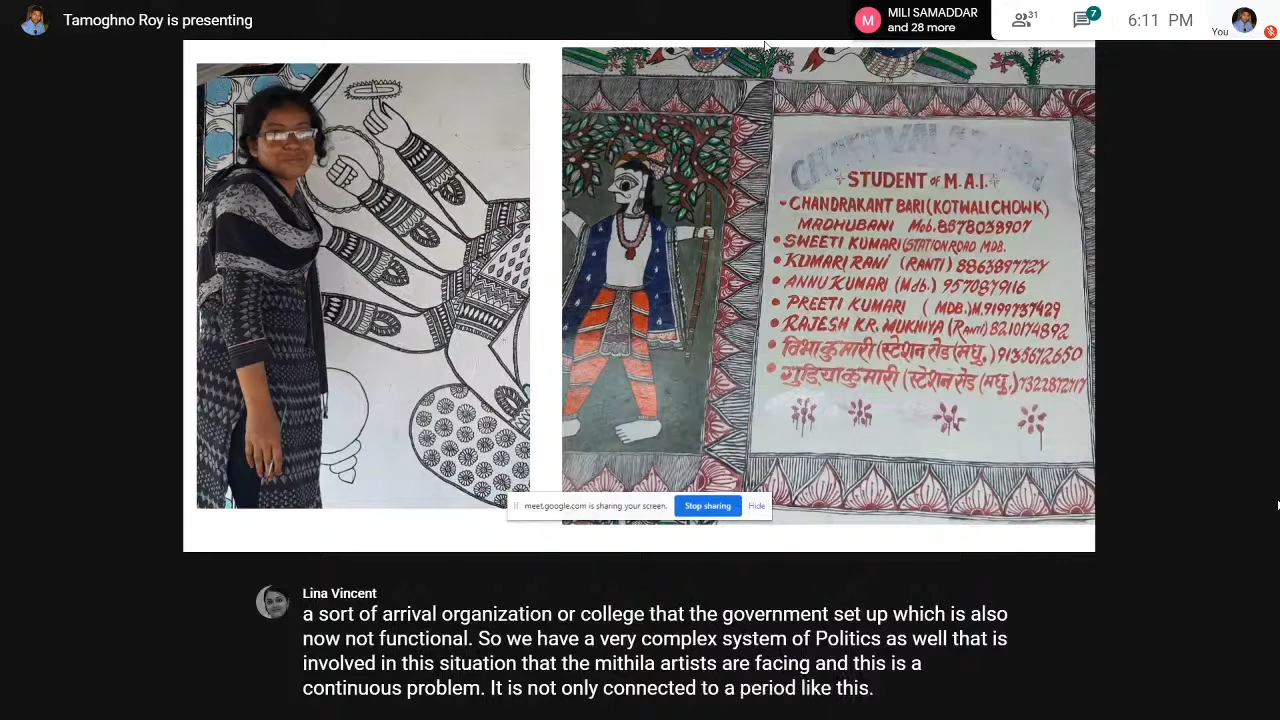 Tamoghno Roy is presenting
M
MILI SAMADDAR
and 28 more
31
7
6:11 PM
You
STUDENT OF M.A.I.
CHANDRAKANT BARI (KOTWALI CHOWK)
MADHUBANI Mob. 8578038907
SWEETI KUMARI (STATION ROAD MDB.
KUMARI RANI (RANTI) 8863897724
ANNU KUMARI (Mdb.)
PREETI KUMARI ( MDB.) M. 9199737429
RAJESH KR. MUKHIYA (RANTI) 8210174892
विभा कुमारी (स्टेशन रोड (मधु.) 9135672650
गुड़िया कुमारी (स्टेशन रोड (मधु.)
meet.google.com is sharing your screen.
Stop sharing
Hide
Lina Vincent
a sort of arrival organization or college that the government set up which is also
now not functional. So we have a very complex system of Politics as well that is
involved in this situation that the mithila artists are facing and this is a
continuous problem. It is not only connected to a period like this.